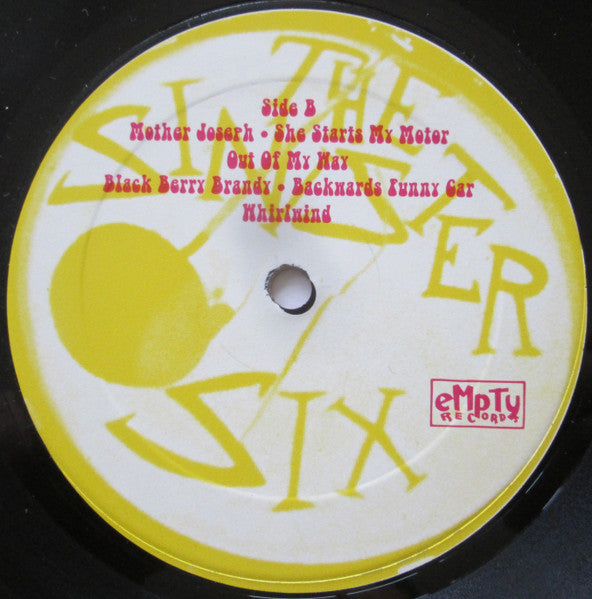 THE
SINISTER
SIX
Side B
Mother Joseph • She Starts My Motor
Out Of My Way
Black Berry Brandy • Backwards Funny Car
Whirlwind
eMpTy
RECORDS